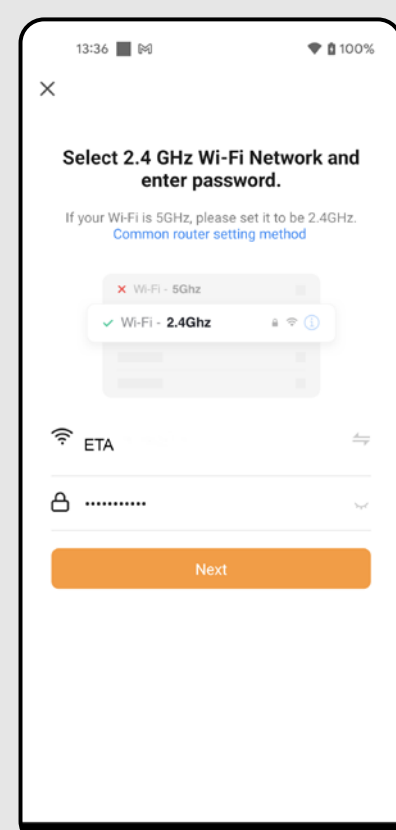 13:36 100%
Select 2.4 GHz Wi-Fi Network and
enter password.
If your Wi-Fi is 5GHz, please set it to be 2.4GHz.
Common router setting method
Wi-Fi - 5Ghz
Wi-Fi - 2.4Ghz
ETA
•••••••••••
Next